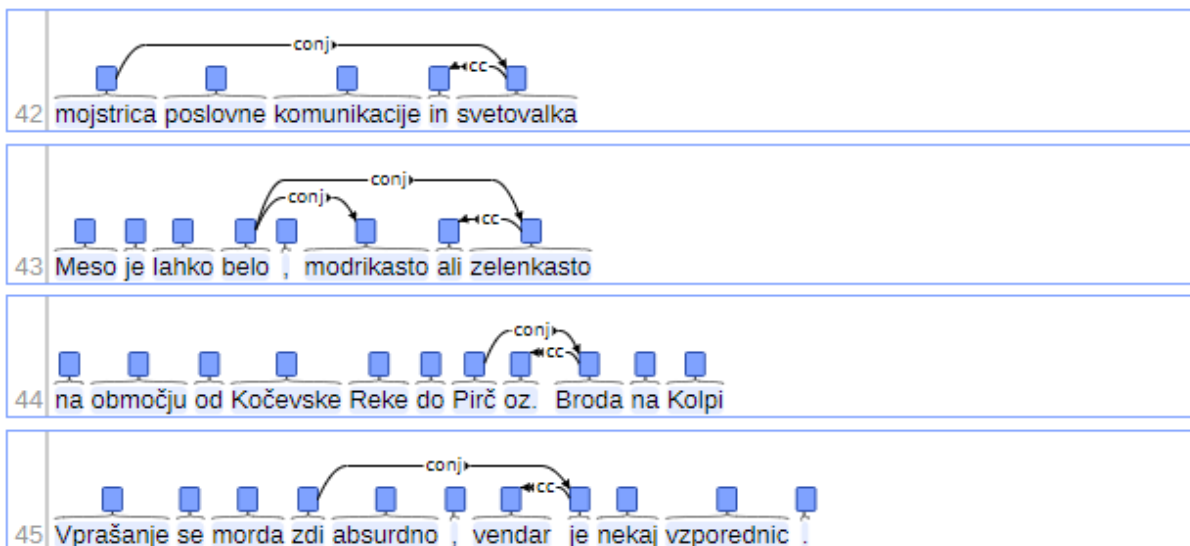 conj
cc
42 mojstrica poslovne komunikacije in svetovalka
conj
conj
cc
43 Meso je lahko belo , modrikasto ali zelenkasto
conj
cc
44 na območju od Kočevske Reke do Pirč oz. Broda na Kolpi
conj
cc
45 Vprašanje se morda zdi absurdno , vendar je nekaj vzporednic .